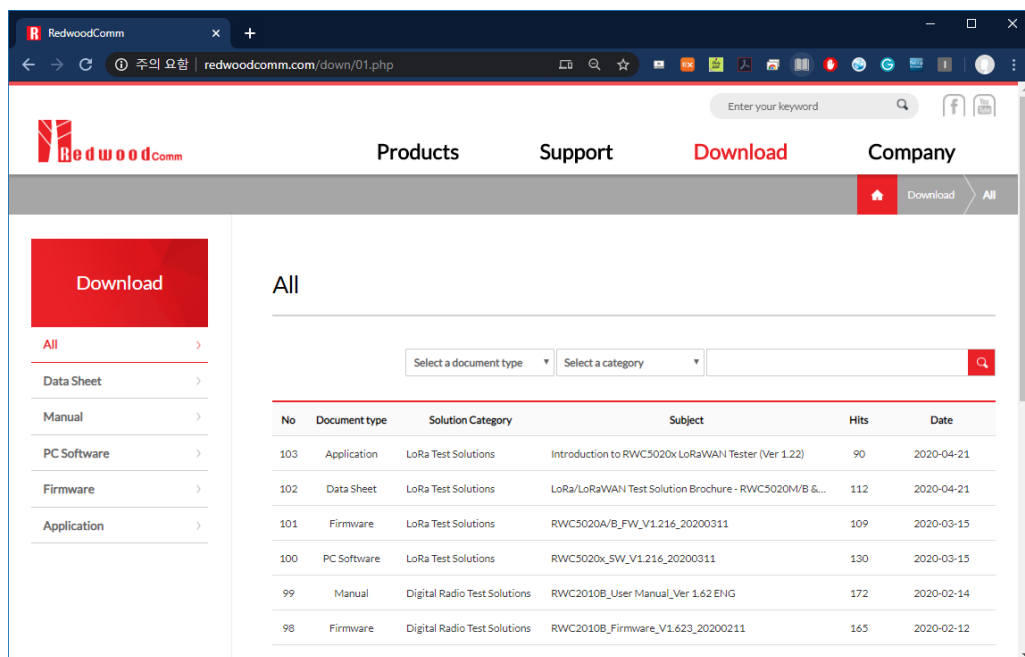 RedwoodComm
주의 요함 | redwoodcomm.com/down/01.php
Enter your keyword
RedwoodComm
Products Support Download Company
Download All
Download
All
All
Select a document type Select a category
Data Sheet
Manual
PC Software
Firmware
Application
No Document type Solution Category Subject Hits Date
103 Application LoRa Test Solutions Introduction to RWC5020x LoRaWAN Tester (Ver 1.22) 90 2020-04-21
102 Data Sheet LoRa Test Solutions LoRa/LoRaWAN Test Solution Brochure - RWC5020M/B &... 112 2020-04-21
101 Firmware LoRa Test Solutions RWC5020A/B_FW_V1.216_20200311 109 2020-03-15
100 PC Software LoRa Test Solutions RWC5020x_SW_V1.216_20200311 130 2020-03-15
99 Manual Digital Radio Test Solutions RWC2010B_User Manual_Ver 1.62 ENG 172 2020-02-14
98 Firmware Digital Radio Test Solutions RWC2010B_Firmware_V1.623_20200211 165 2020-02-12